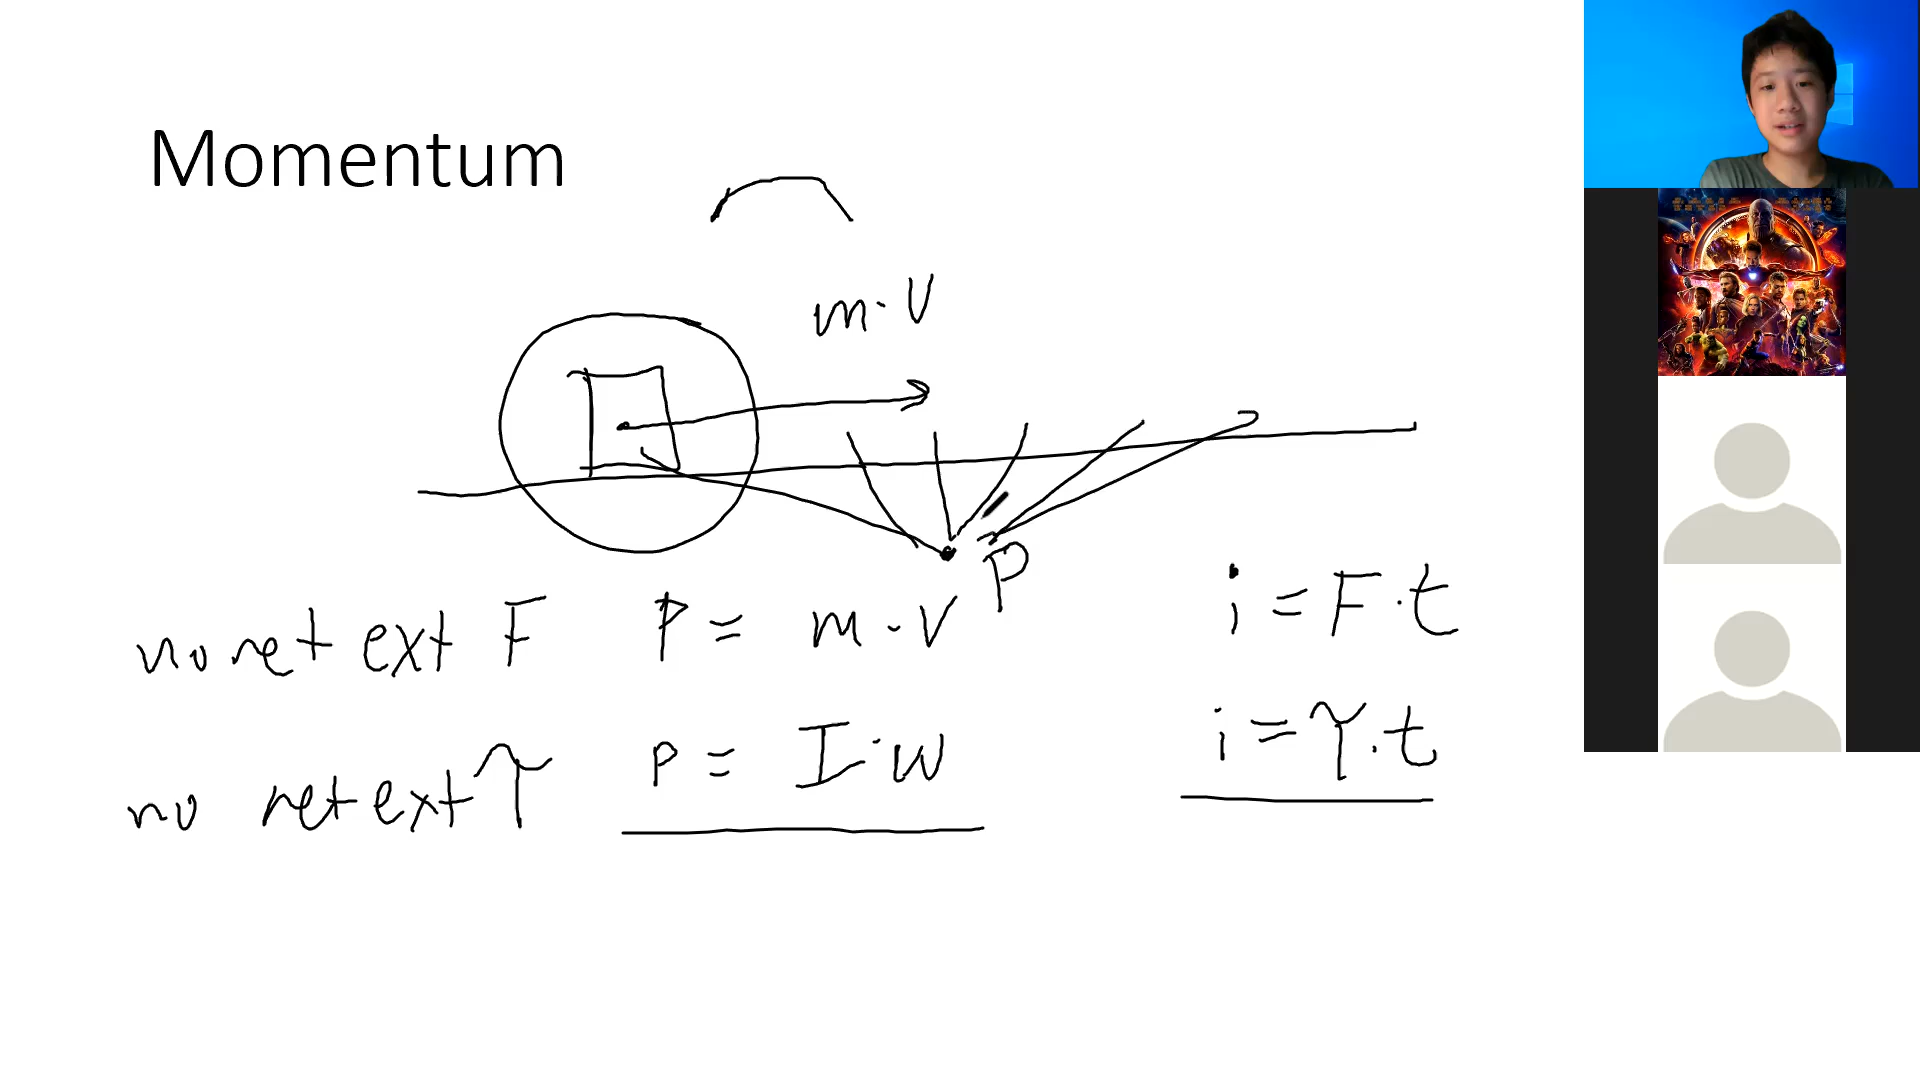 Momentum
m·V
P
no net ext F P = m·V i = F·t
no net ext τ P = I·w i = τ·t